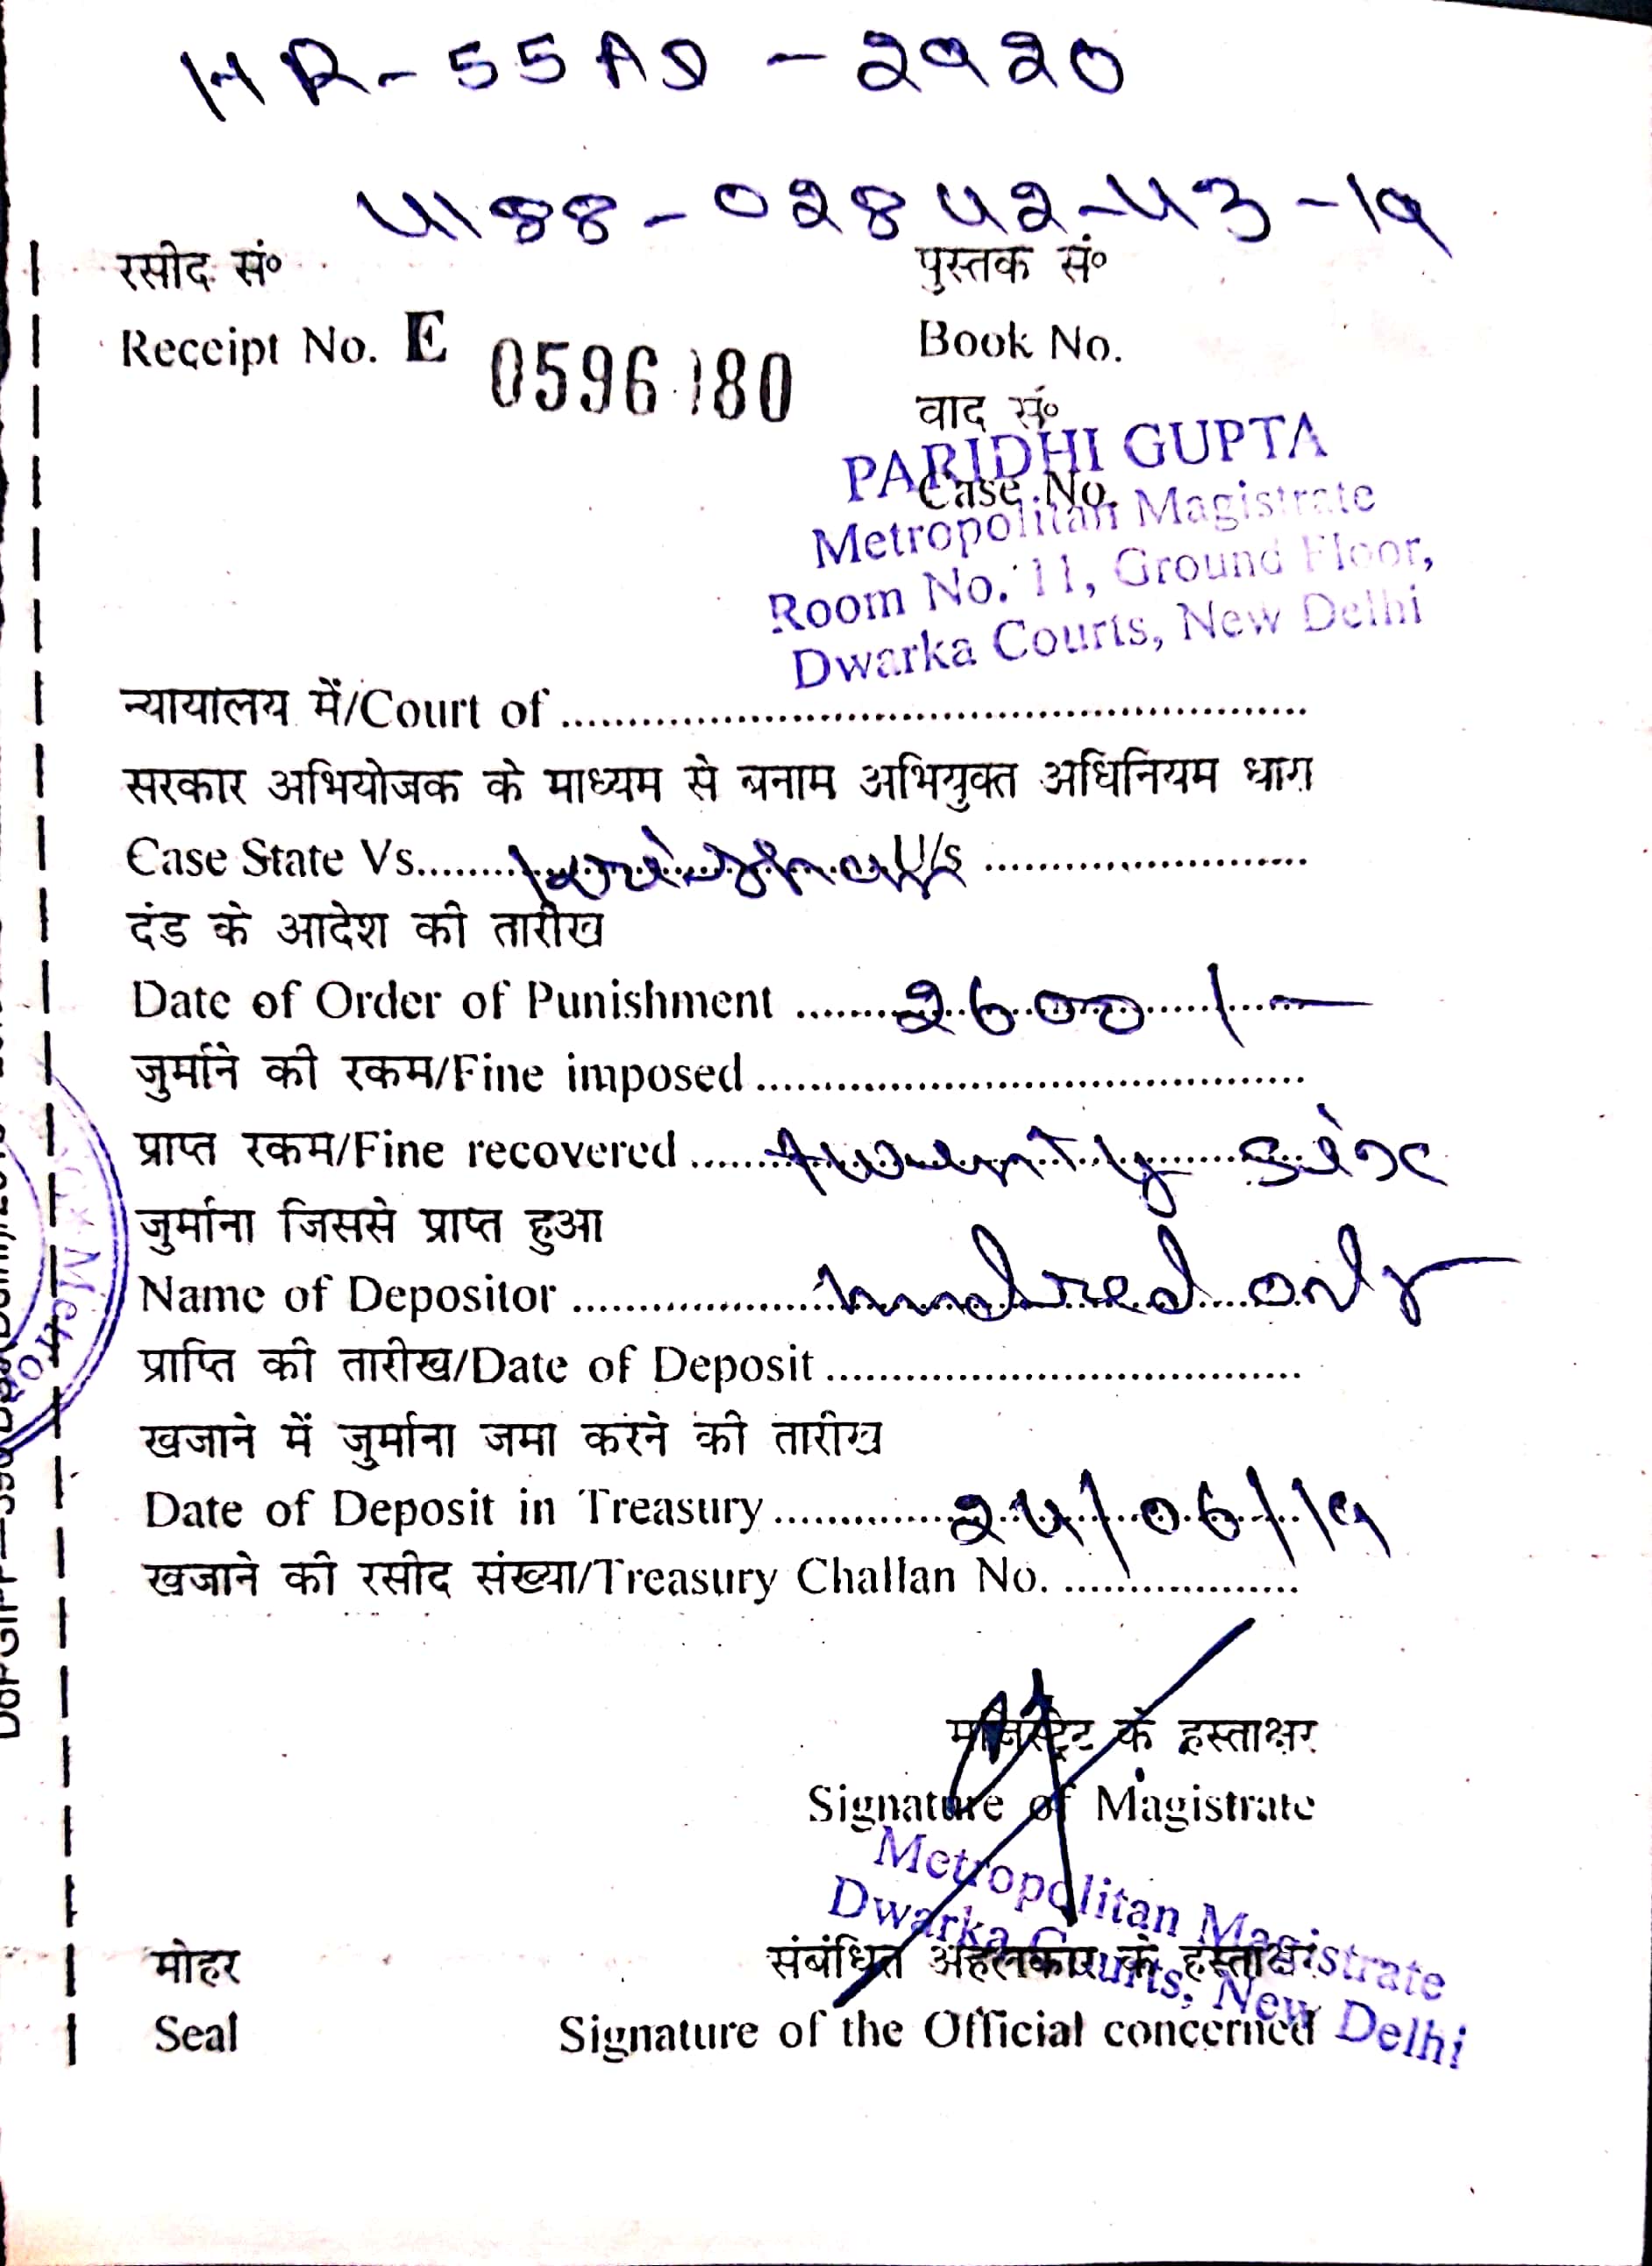 HR-55AD-2920
4188-02842-43-19
रसीद सं०
पुस्तक सं०
Receipt No. E 0596180
Book No.
वाद सं०
Case No.
PARIDHI GUPTA
Metropolitan Magistrate
Room No. 11, Ground Floor,
Dwarka Courts, New Delhi
न्यायालय में/Court of ..........
सरकार अभियोजक के माध्यम से बनाम अभियुक्त अधिनियम धारा
Case State Vs.......... U/s ..........
दंड के आदेश की तारीख
Date of Order of Punishment .......... 2600/-
जुर्माने की रकम/Fine imposed ..........
प्राप्त रकम/Fine recovered .......... twenty six
जुर्माना जिससे प्राप्त हुआ
Name of Depositor .......... hundred only
प्राप्ति की तारीख/Date of Deposit ..........
खजाने में जुर्माना जमा करने की तारीख
Date of Deposit in Treasury .......... 24/06/19
खजाने की रसीद संख्या/Treasury Challan No. ..........
मजिस्ट्रेट के हस्ताक्षर
Signature of Magistrate
Metropolitan Magistrate
Dwarka Courts, New Delhi
मोहर
संबंधित अहलकार के हस्ताक्षर
Seal
Signature of the Official concerned